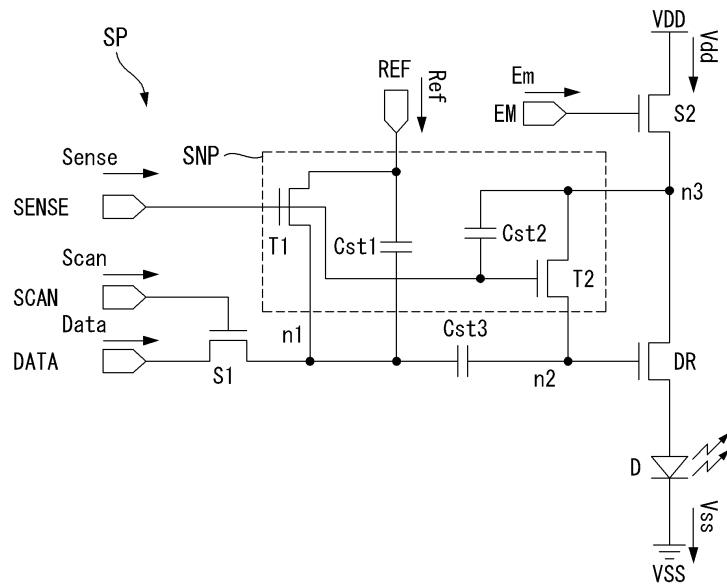 SP
VDD
Vdd
REF
Ref
Em
EM
S2
SNP
Sense
SENSE
n3
T1
Cst1
Cst2
T2
Scan
SCAN
Data
DATA
S1
n1
Cst3
n2
DR
D
Vss
VSS